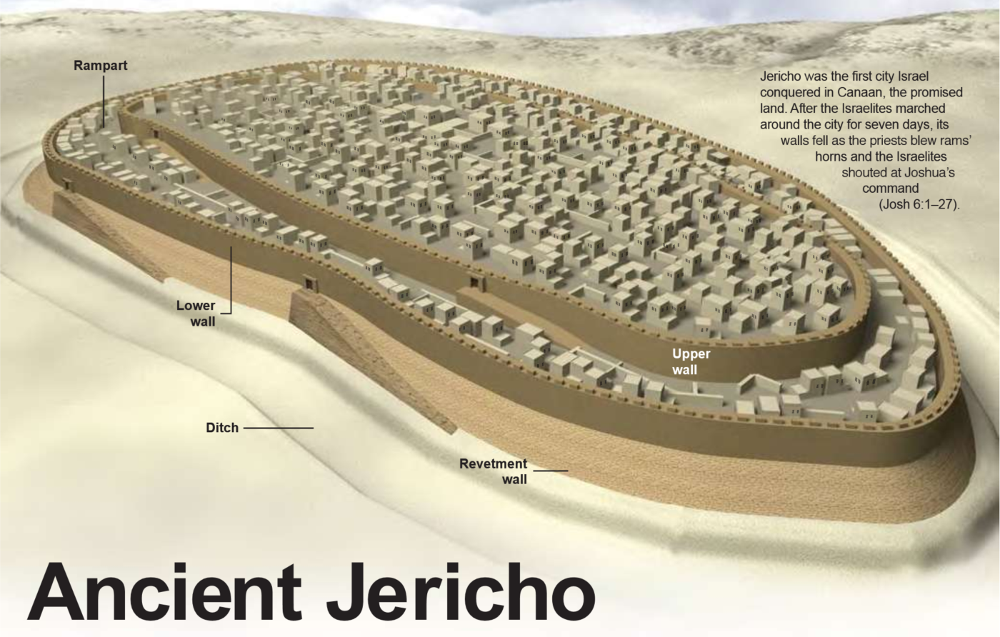 Rampart
Jericho was the first city Israel
conquered in Canaan, the promised
land. After the Israelites marched
around the city for seven days, its
walls fell as the priests blew rams’
horns and the Israelites
shouted at Joshua’s
command
(Josh 6:1–27).
Lower
wall
Upper
wall
Ditch
Revetment
wall
Ancient Jericho